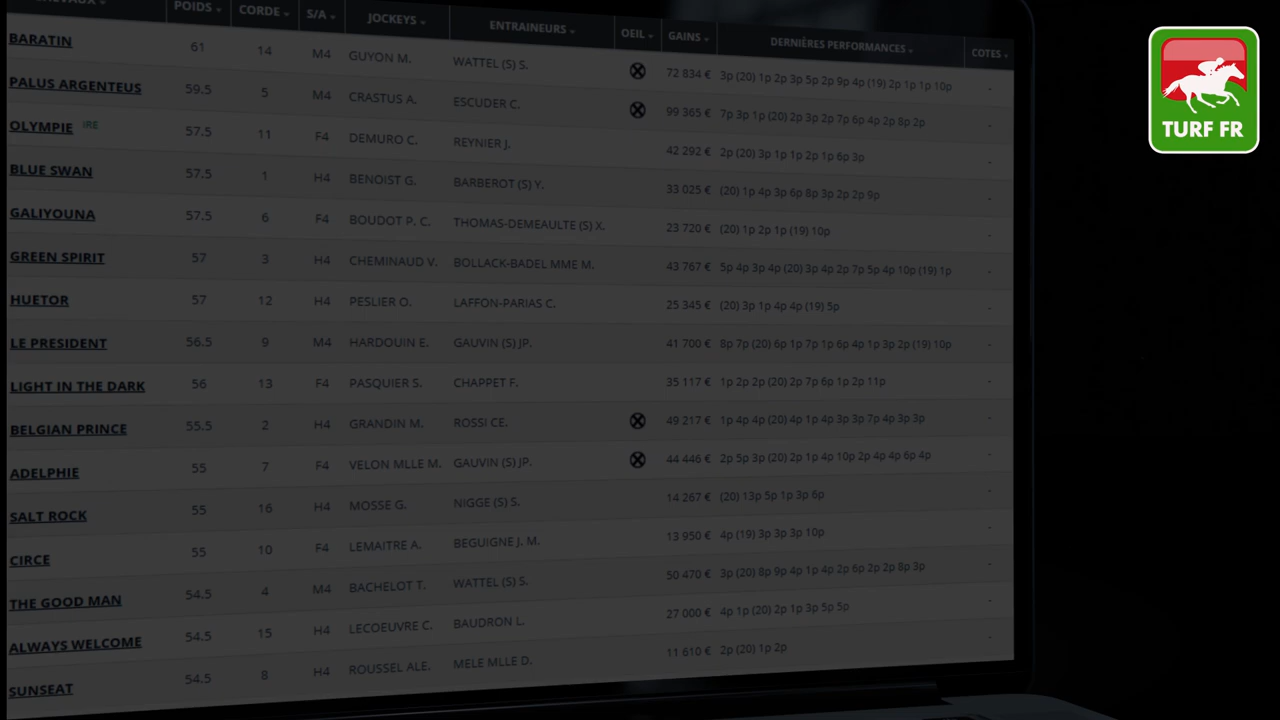 CHEVAUX POIDS CORDE S/A JOCKEYS ENTRAINEURS OEIL GAINS DERNIÈRES PERFORMANCES COTES
BARATIN 61 14 M4 GUYON M. WATTEL (S) S. 72 834 € 3p (20) 1p 2p 3p 5p 2p 9p 4p (19) 2p 1p 1p 10p -
PALUS ARGENTEUS 59.5 5 M4 CRASTUS A. ESCUDER C. 99 365 € 7p 3p 1p (20) 2p 3p 2p 7p 6p 4p 2p 8p 2p -
OLYMPIE IRE 57.5 11 F4 DEMURO C. REYNIER J. 42 292 € 2p (20) 3p 1p 1p 2p 1p 6p 3p -
BLUE SWAN 57.5 1 H4 BENOIST G. BARBEROT (S) Y. 33 025 € (20) 1p 4p 3p 6p 8p 3p 2p 2p 9p -
GALIYOUNA 57.5 6 F4 BOUDOT P. C. THOMAS-DEMEAULTE (S) X. 23 720 € (20) 1p 2p 1p (19) 10p -
GREEN SPIRIT 57 3 H4 CHEMINAUD V. BOLLACK-BADEL MME M. 43 767 € 5p 4p 3p 4p (20) 3p 4p 2p 7p 5p 4p 10p (19) 1p -
HUETOR 57 12 H4 PESLIER O. LAFFON-PARIAS C. 25 345 € (20) 3p 1p 4p 4p (19) 5p -
LE PRESIDENT 56.5 9 M4 HARDOUIN E. GAUVIN (S) JP. 41 700 € 8p 7p (20) 6p 1p 7p 1p 6p 4p 1p 3p 2p (19) 10p -
LIGHT IN THE DARK 56 13 F4 PASQUIER S. CHAPPET F. 35 117 € 1p 2p 2p (20) 2p 7p 6p 1p 2p 11p -
BELGIAN PRINCE 55.5 2 H4 GRANDIN M. ROSSI CE. 49 217 € 1p 4p 4p (20) 4p 1p 4p 3p 3p 7p 4p 3p 3p -
ADELPHIE 55 7 F4 VELON MLLE M. GAUVIN (S) JP. 44 446 € 2p 5p 3p (20) 2p 1p 4p 10p 2p 4p 4p 6p 4p -
SALT ROCK 55 16 H4 MOSSE G. NIGGE (S) S. 14 267 € (20) 13p 5p 1p 3p 6p -
CIRCE 55 10 F4 LEMAITRE A. BEGUIGNE J. M. 13 950 € 4p (19) 3p 3p 3p 10p -
THE GOOD MAN 54.5 4 M4 BACHELOT T. WATTEL (S) S. 50 470 € 3p (20) 8p 9p 4p 1p 4p 2p 6p 2p 2p 8p 3p -
ALWAYS WELCOME 54.5 15 H4 LECOEUVRE C. BAUDRON L. 27 000 € 4p 1p (20) 2p 1p 3p 5p 5p -
SUNSEAT 54.5 8 H4 ROUSSEL ALE. MELE MLLE D. 11 610 € 2p (20) 1p 2p -
TURF FR